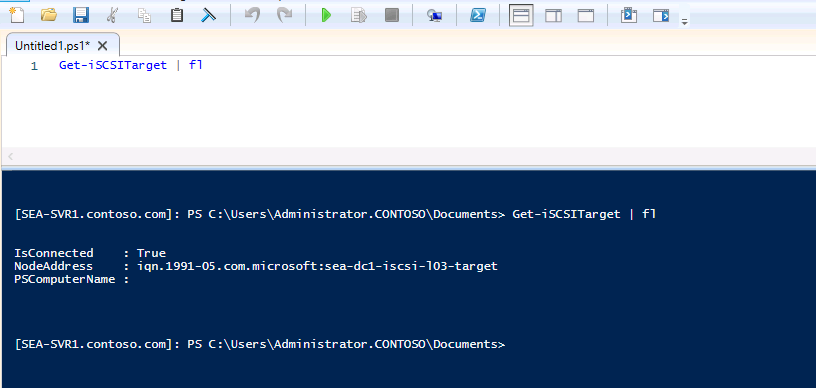 Untitled1.ps1*
1 Get-iSCSITarget | fl
[SEA-SVR1.contoso.com]: PS C:\Users\Administrator.CONTOSO\Documents> Get-iSCSITarget | fl
IsConnected    : True
NodeAddress    : iqn.1991-05.com.microsoft:sea-dc1-iscsi-l03-target
PSComputerName :
[SEA-SVR1.contoso.com]: PS C:\Users\Administrator.CONTOSO\Documents>